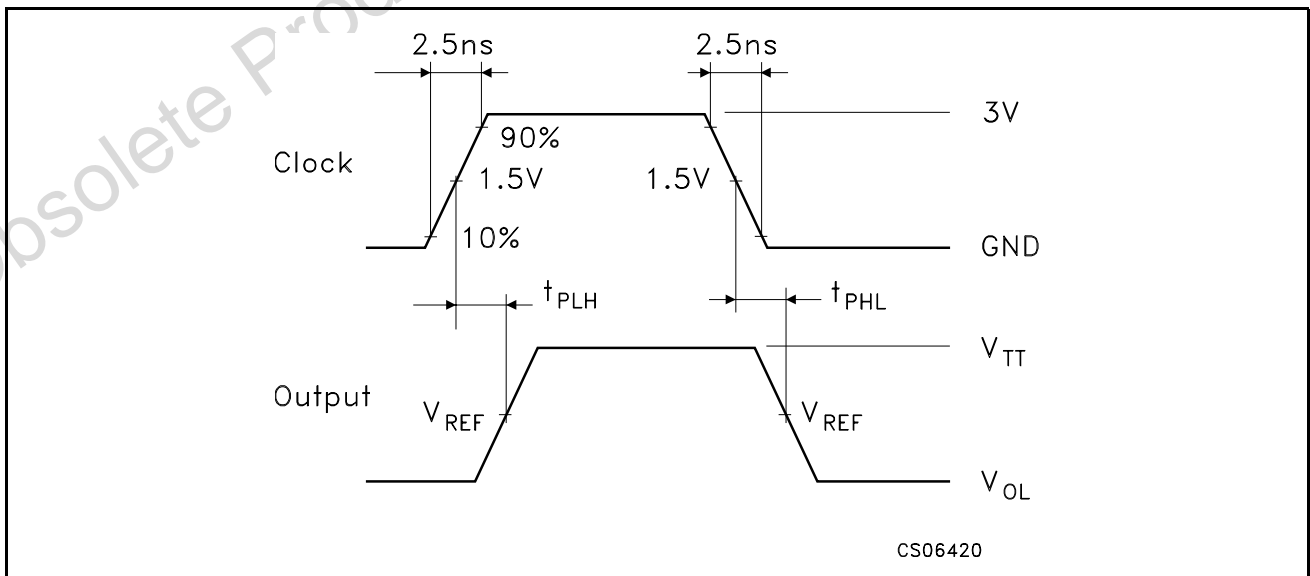 Obsolete Prod
2.5ns 2.5ns
3V
90%
Clock
1.5V 1.5V
10%
GND
tPLH tPHL
VTT
Output
VREF VREF
VOL
CS06420